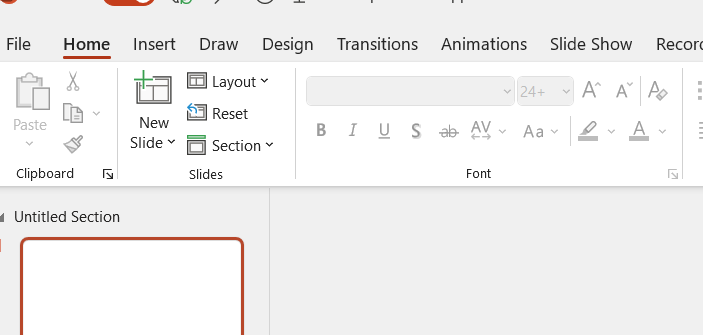 File Home Insert Draw Design Transitions Animations Slide Show Recor
Paste
New
Slide
Layout
Reset
Section
24+
A A A
B I U S ab AV Aa A
Clipboard Slides Font
Untitled Section